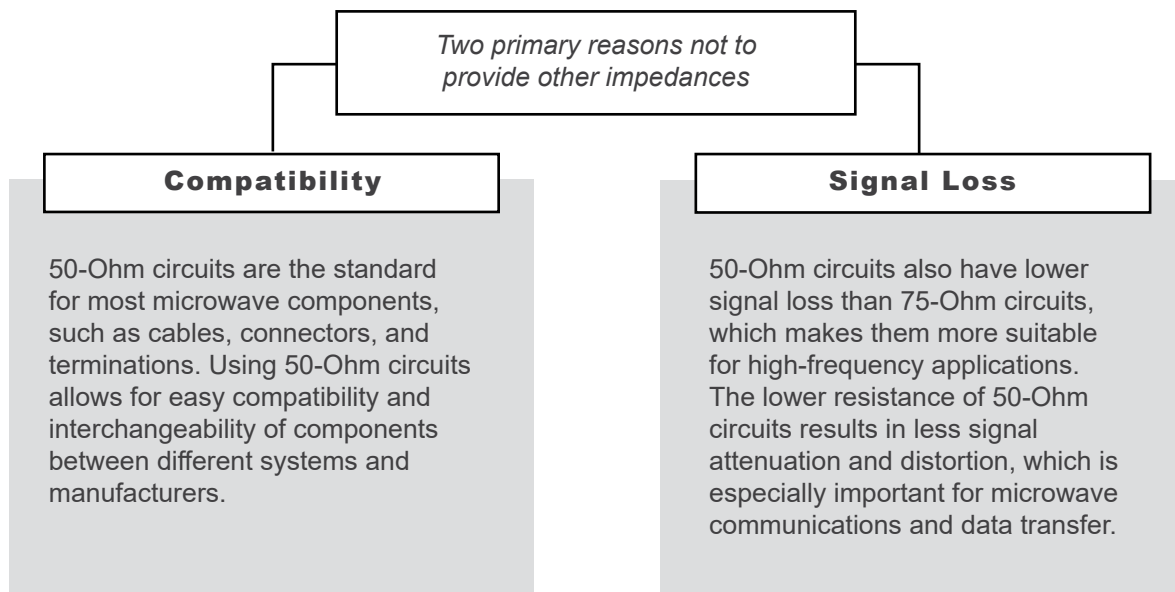 Two primary reasons not to
provide other impedances
Compatibility
50-Ohm circuits are the standard
for most microwave components,
such as cables, connectors, and
terminations. Using 50-Ohm circuits
allows for easy compatibility and
interchangeability of components
between different systems and
manufacturers.
Signal Loss
50-Ohm circuits also have lower
signal loss than 75-Ohm circuits,
which makes them more suitable
for high-frequency applications.
The lower resistance of 50-Ohm
circuits results in less signal
attenuation and distortion, which is
especially important for microwave
communications and data transfer.